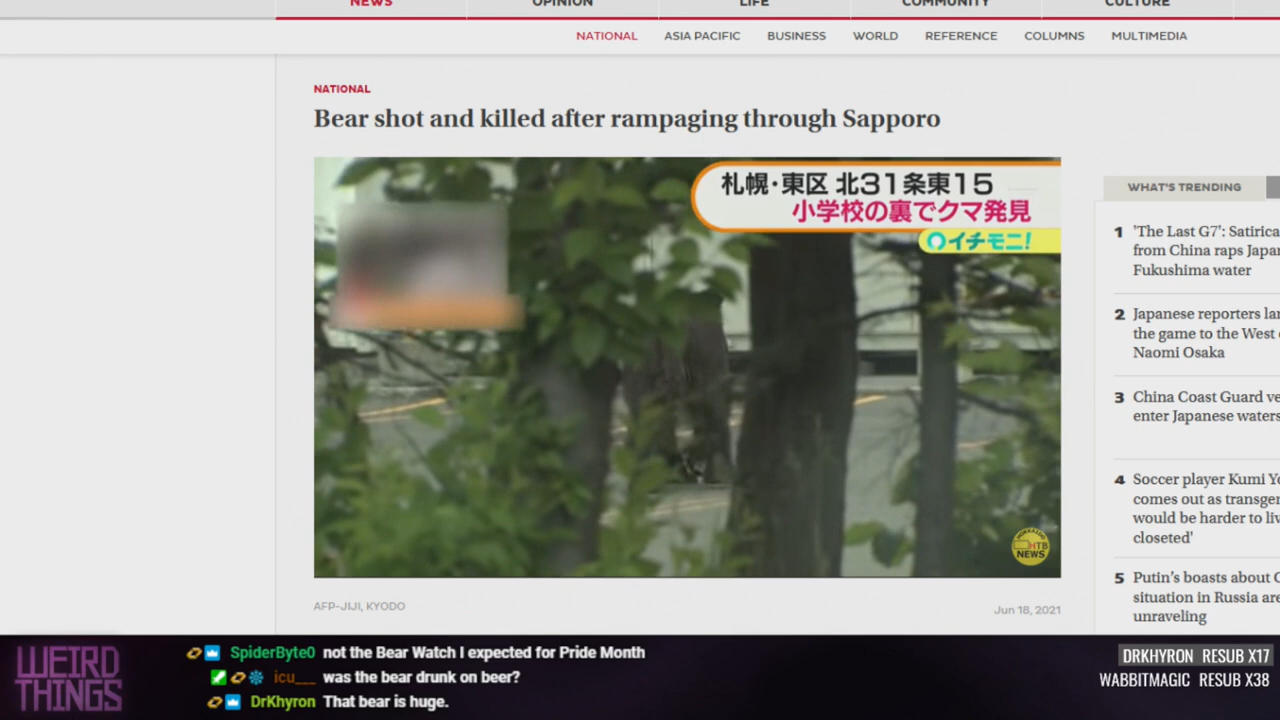 NEWS
OPINION
LIFE
COMMUNITY
CULTURE
NATIONAL
ASIA PACIFIC
BUSINESS
WORLD
REFERENCE
COLUMNS
MULTIMEDIA
NATIONAL
Bear shot and killed after rampaging through Sapporo
札幌・東区 北31条東15
小学校の裏でクマ発見
イチモニ!
HTB
NEWS
AFP-JIJI, KYODO
Jun 18, 2021
WHAT'S TRENDING
1 'The Last G7': Satirica
from China raps Japan
Fukushima water
2 Japanese reporters la
the game to the West
Naomi Osaka
3 China Coast Guard ve
enter Japanese waters
4 Soccer player Kumi Yo
comes out as transgen
would be harder to li
closeted'
5 Putin's boasts about
situation in Russia are
unraveling
WEIRD
THINGS
SpiderByte0 not the Bear Watch I expected for Pride Month
icu___ was the bear drunk on beer?
DrKhyron That bear is huge.
DRKHYRON RESUB X17
WABBITMAGIC RESUB X38